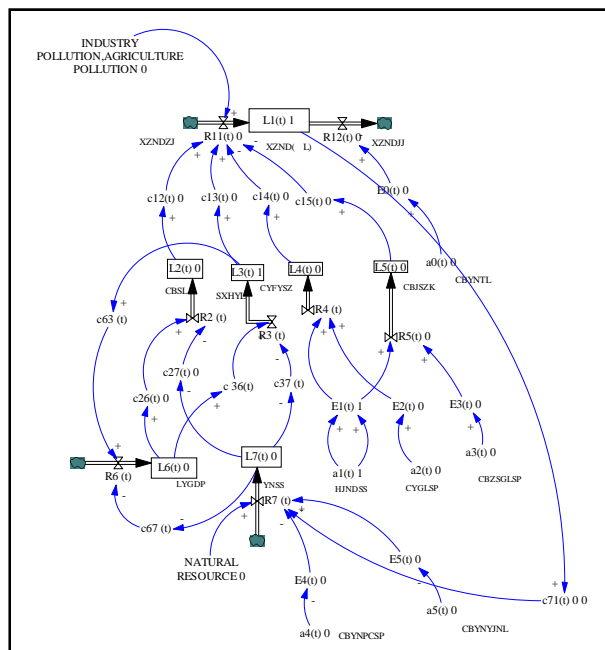 INDUSTRY
POLLUTION,AGRICULTURE
POLLUTION 0
L1(t) 1
XZNDZJ
R11(t) 0
XZND( L)
R12(t) 0
XZNDJJ
c12(t) 0
c13(t) 0
c14(t) 0
c15(t) 0
E0(t) 0
a0(t) 0
CBYNTL
L2(t) 0
L3(t) 1
CYFYSZ
L4(t) 0
L5(t) 0
CBJSZK
CBSL
SXHYL
c63 (t)
R2 (t)
R3 (t)
R4 (t)
R5(t) 0
c27(t) 0
c 36(t)
c37 (t)
c26(t) 0
E1(t) 1
E2(t) 0
E3(t) 0
L6(t) 0
L7(t) 0
R6 (t)
LYGDP
YNSS
a1(t) 1
HJNDSS
a2(t) 0
CYGLSP
a3(t) 0
CBZSGLSP
R7 (t)
c67 (t)
NATURAL
RESOURCE 0
E4(t) 0
E5(t) 0
a4(t) 0
CBYNPCSP
a5(t) 0
CBYNYJNL
c71(t) 0 0